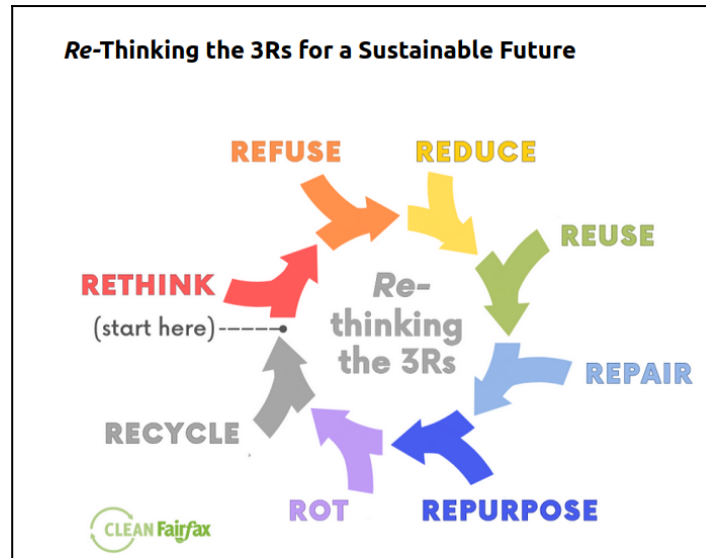 Re-Thinking the 3Rs for a Sustainable Future
REFUSE
REDUCE
REUSE
RETHINK
(start here)
Re-
thinking
the 3Rs
REPAIR
RECYCLE
ROT
REPURPOSE
CLEAN Fairfax